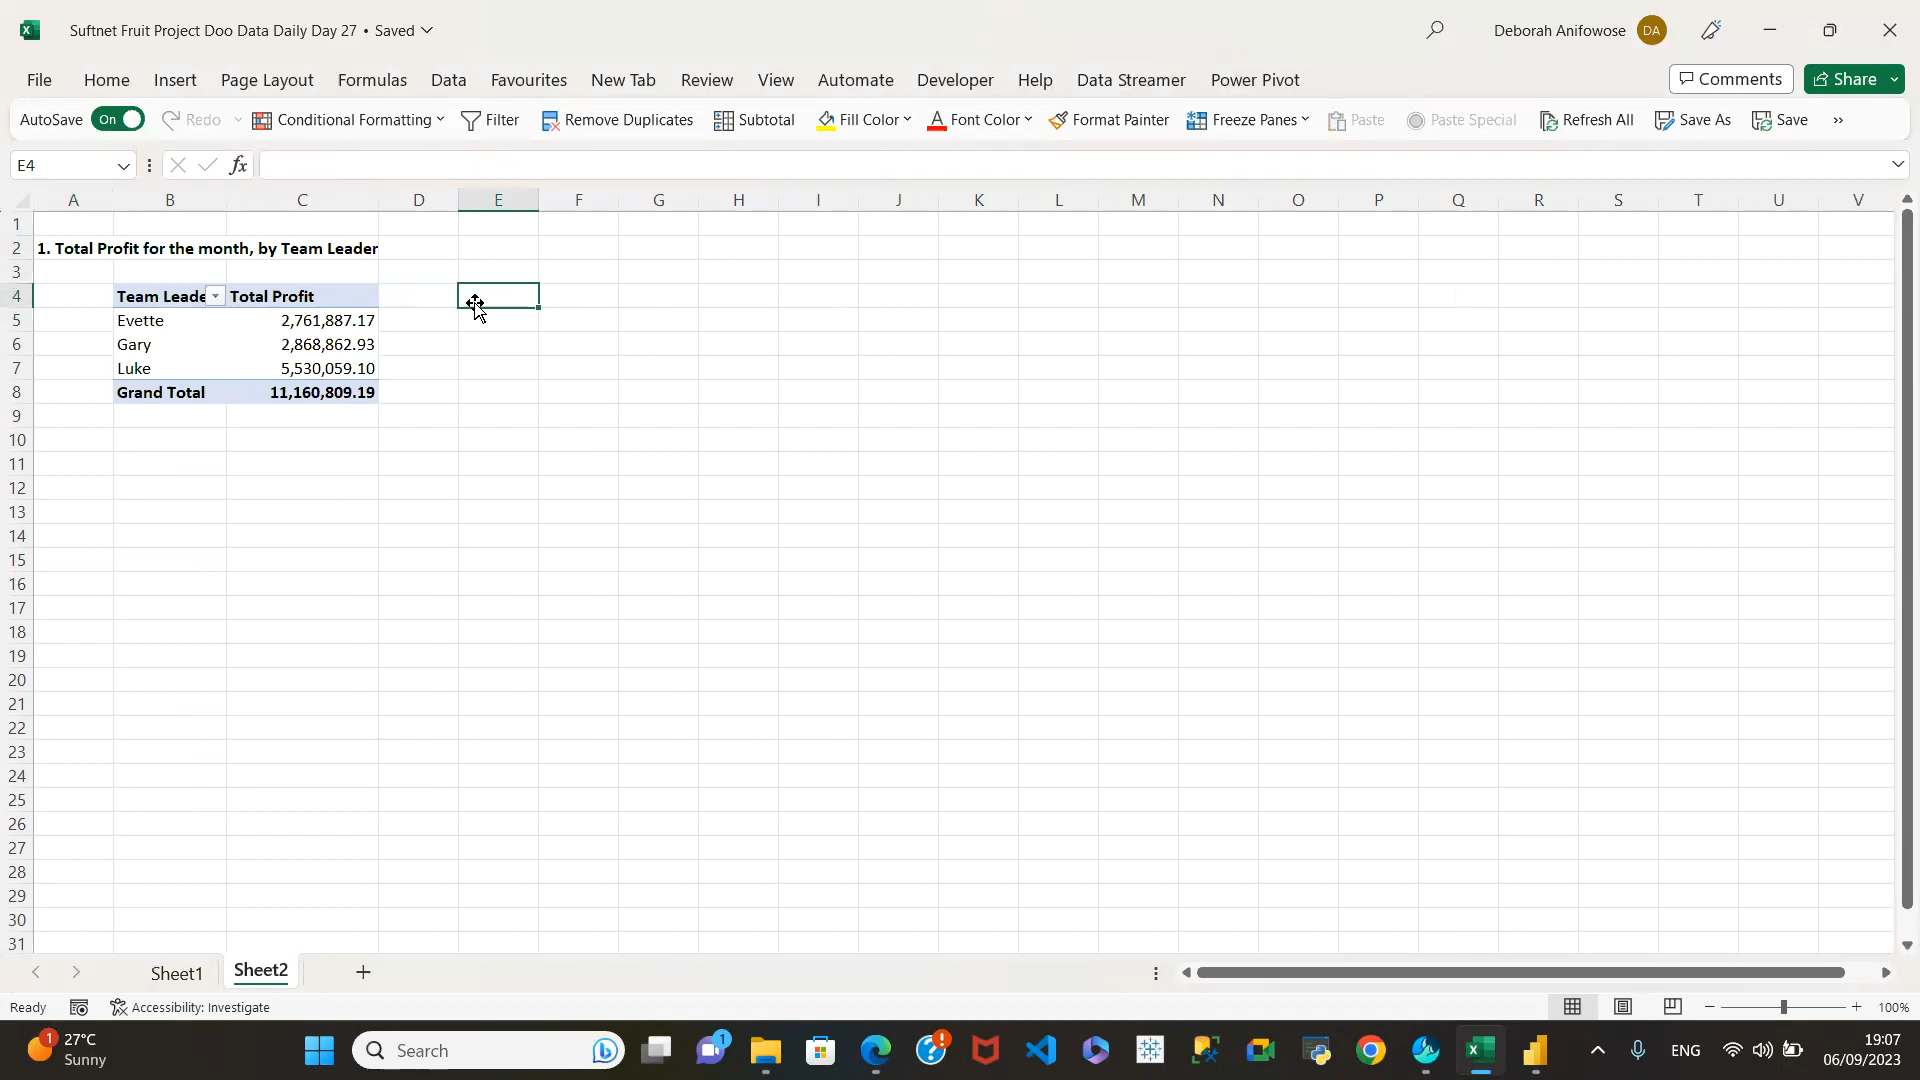 Suftnet Fruit Project Doo Data Daily Day 27 • Saved
Deborah Anifowose DA
File Home Insert Page Layout Formulas Data Favourites New Tab Review View Automate Developer Help Data Streamer Power Pivot Comments Share
AutoSave On Redo Conditional Formatting Filter Remove Duplicates Subtotal Fill Color Font Color Format Painter Freeze Panes Paste Paste Special Refresh All Save As Save
E4 fx
A B C D E F G H I J K L M N O P Q R S T U V
1
2 1. Total Profit for the month, by Team Leader
3
4 Team Leade Total Profit
5 Evette 2,761,887.17
6 Gary 2,868,862.93
7 Luke 5,530,059.10
8 Grand Total 11,160,809.19
9
10
11
12
13
14
15
16
17
18
19
20
21
22
23
24
25
26
27
28
29
30
31
Sheet1 Sheet2
Ready Accessibility: Investigate 100%
1 27°C
Sunny
Search
1
ENG
19:07
06/09/2023